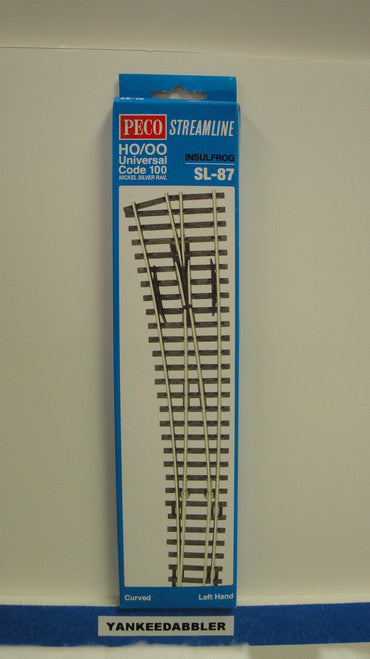 PECO STREAMLINE
HO/OO
Universal
Code 100
NICKEL SILVER RAIL
INSULFROG
SL-87
Curved
Left Hand
YANKEEDABBLER